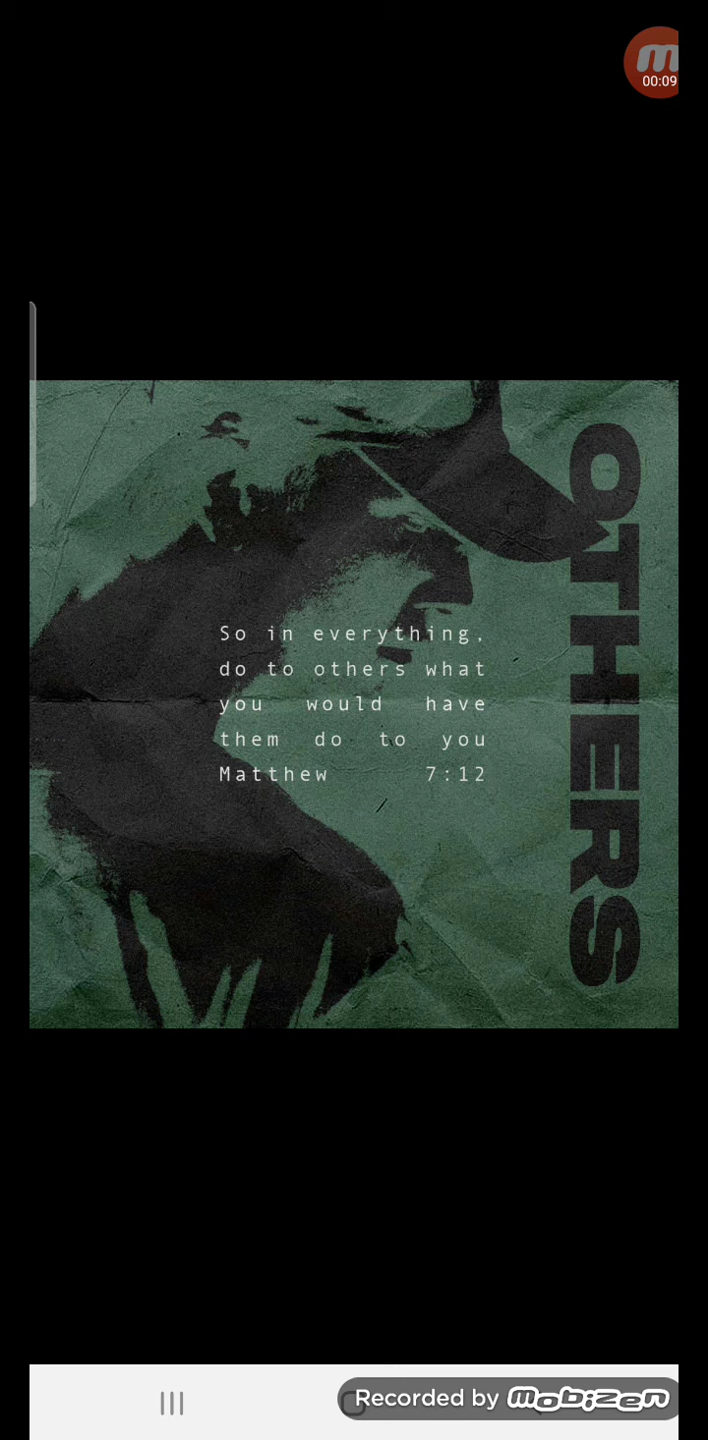 00:09
So in everything,
do to others what
you would have
them do to you
Matthew 7:12
OTHERS
Recorded by mobizen